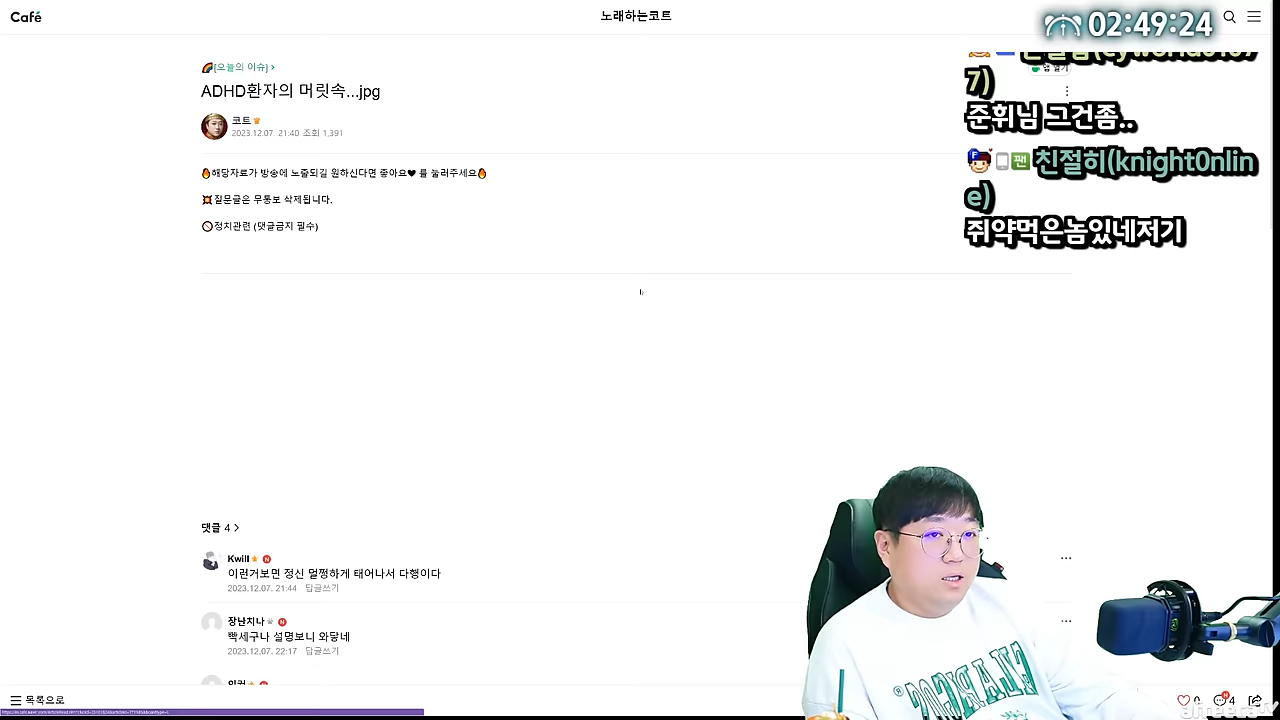 Café
노래하는코트
02:49:24
[오늘의 이슈] >
ADHD환자의 머릿속...jpg
코트
2023.12.07. 21:40 조회 1,391
해당자료가 방송에 노출되길 원하신다면 좋아요♥ 를 눌러주세요
질문글은 무통보 삭제됩니다.
정치관련 (댓글금지 필수)
7)
준휘님 그건좀..
팬 친절히(knight0nlin
e)
쥐약먹은놈있네저기
댓글 4 >
Kwill N
이런거보면 정신 멀쩡하게 태어나서 다행이다
2023.12.07. 21:44 답글쓰기
장난치나 N
빡세구나 설명보니 와닿네
2023.12.07. 22:17 답글쓰기
목록으로
0
4